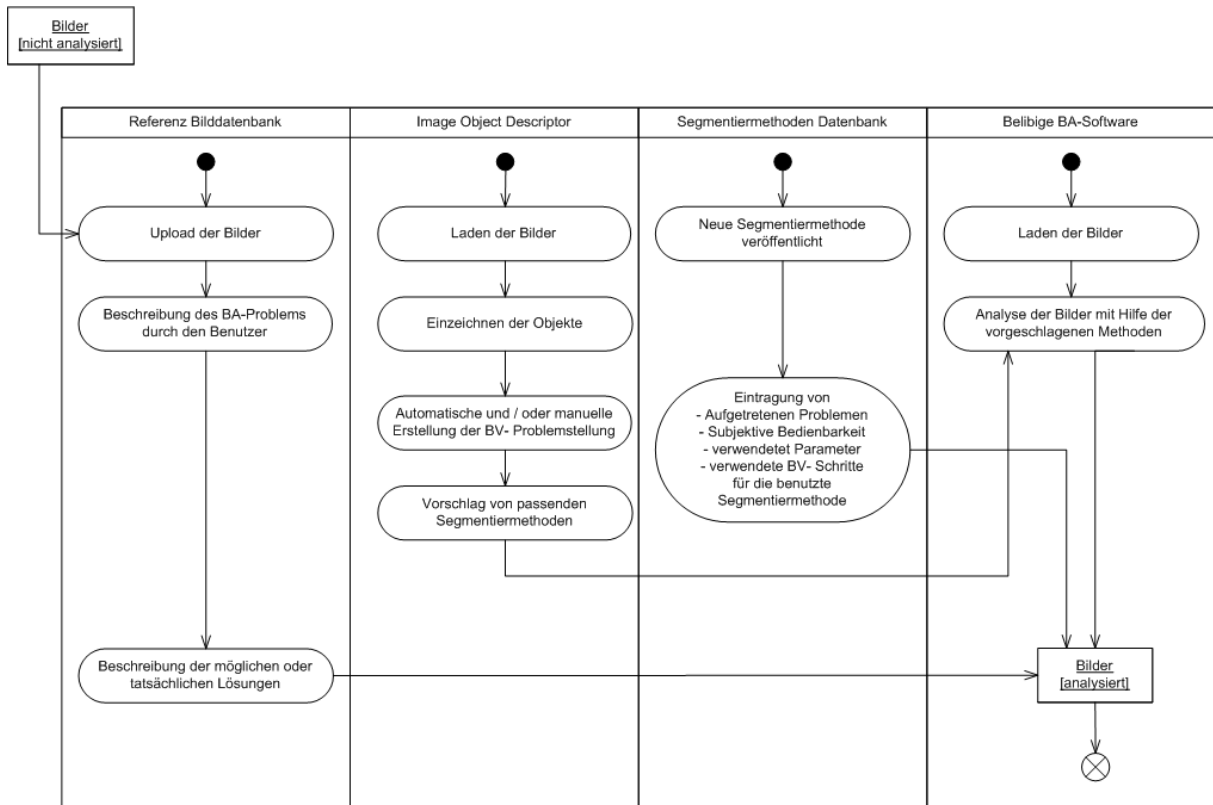 Bilder
[nicht analysiert]
Referenz Bilddatenbank
Image Object Descriptor
Segmentiermethoden Datenbank
Belibige BA-Software
Upload der Bilder
Beschreibung des BA-Problems
durch den Benutzer
Beschreibung der möglichen oder
tatsächlichen Lösungen
Laden der Bilder
Einzeichnen der Objekte
Automatische und / oder manuelle
Erstellung der BV- Problemstellung
Vorschlag von passenden
Segmentiermethoden
Neue Segmentiermethode
veröffentlicht
Eintragung von
- Aufgetretenen Problemen
- Subjektive Bedienbarkeit
- verwendetet Parameter
- verwendete BV- Schritte
für die benutzte
Segmentiermethode
Laden der Bilder
Analyse der Bilder mit Hilfe der
vorgeschlagenen Methoden
Bilder
[analysiert]